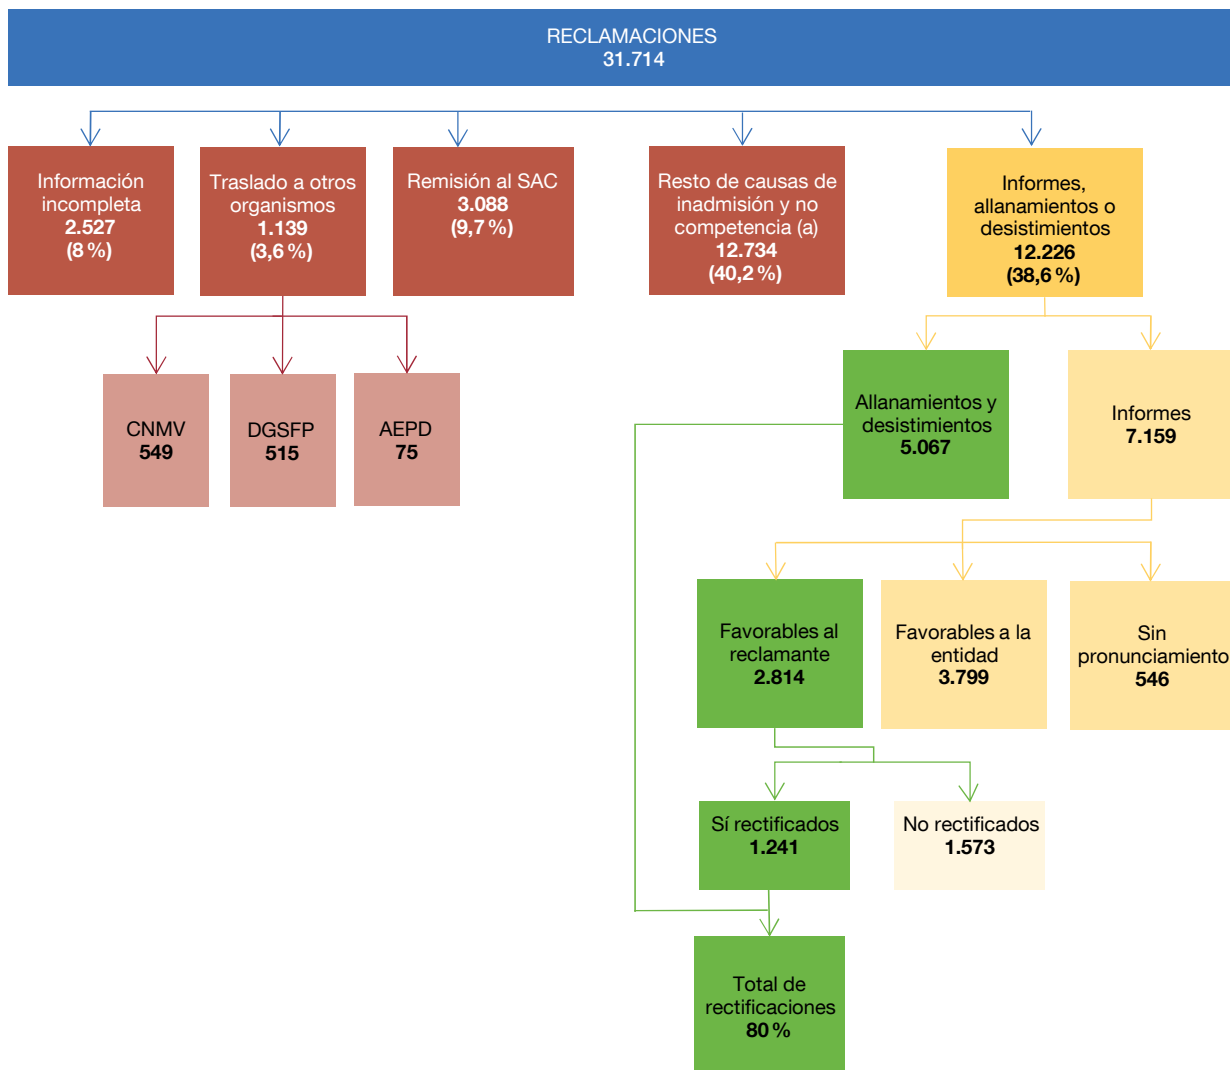 RECLAMACIONES
31.714
Información
incompleta
2.527
(8 %)
Traslado a otros
organismos
1.139
(3,6 %)
Remisión al SAC
3.088
(9,7 %)
Resto de causas de
inadmisión y no
competencia (a)
12.734
(40,2 %)
Informes,
allanamientos o
desistimientos
12.226
(38,6 %)
CNMV
549
DGSFP
515
AEPD
75
Allanamientos y
desistimientos
5.067
Informes
7.159
Favorables al
reclamante
2.814
Favorables a la
entidad
3.799
Sin
pronunciamiento
546
Sí rectificados
1.241
No rectificados
1.573
Total de
rectificaciones
80 %